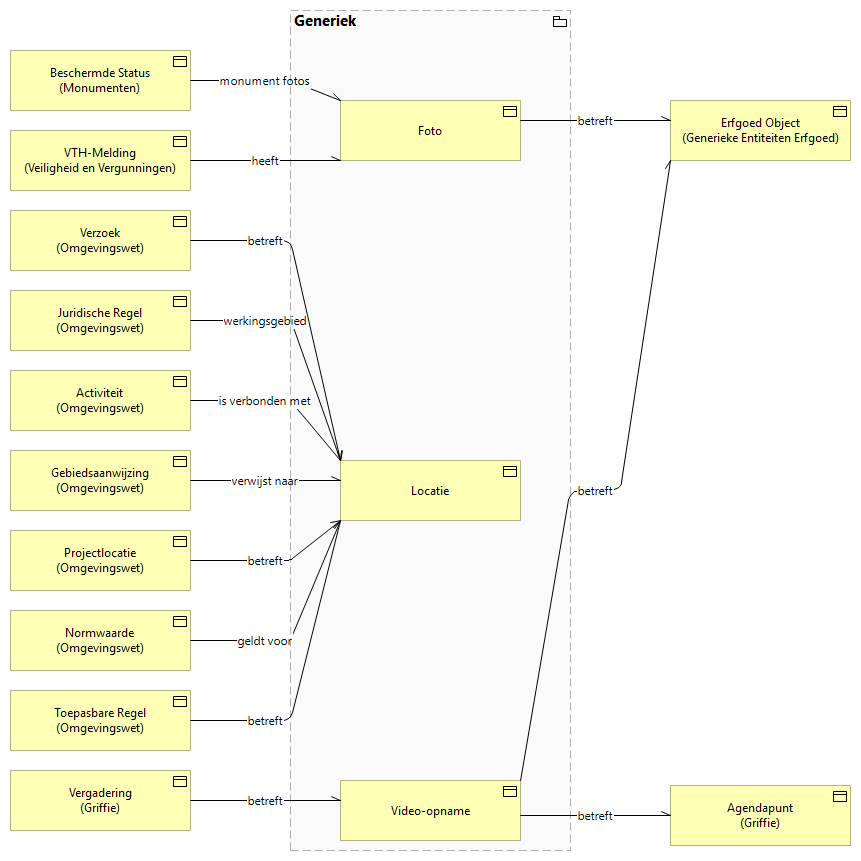 Generiek
Beschermde Status
(Monumenten)
monument fotos
Foto
betreft
Erfgoed Object
(Generieke Entiteiten Erfgoed)
VTH-Melding
(Veiligheid en Vergunningen)
heeft
Verzoek
(Omgevingswet)
betreft
Juridische Regel
(Omgevingswet)
werkingsgebied
Activiteit
(Omgevingswet)
is verbonden met
Gebiedsaanwijzing
(Omgevingswet)
verwijst naar
Locatie
betreft
Projectlocatie
(Omgevingswet)
betreft
Normwaarde
(Omgevingswet)
geldt voor
Toepasbare Regel
(Omgevingswet)
betreft
Vergadering
(Griffie)
betreft
Video-opname
betreft
Agendapunt
(Griffie)